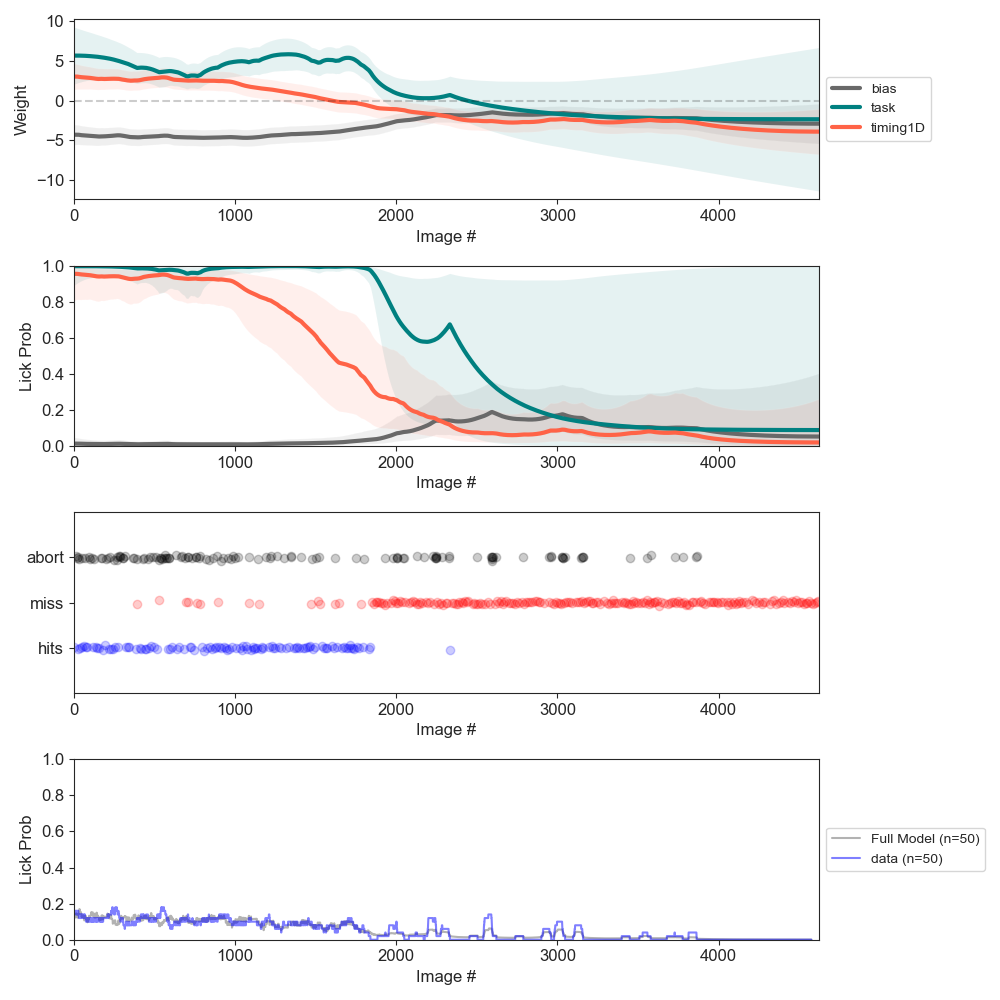 10
5
0
−5
−10
Weight
0 1000 2000 3000 4000
Image #
bias
task
timing1D
1.0
0.8
0.6
0.4
0.2
0.0
Lick Prob
0 1000 2000 3000 4000
Image #
abort
miss
hits
0 1000 2000 3000 4000
Image #
1.0
0.8
0.6
0.4
0.2
0.0
Lick Prob
0 1000 2000 3000 4000
Image #
Full Model (n=50)
data (n=50)